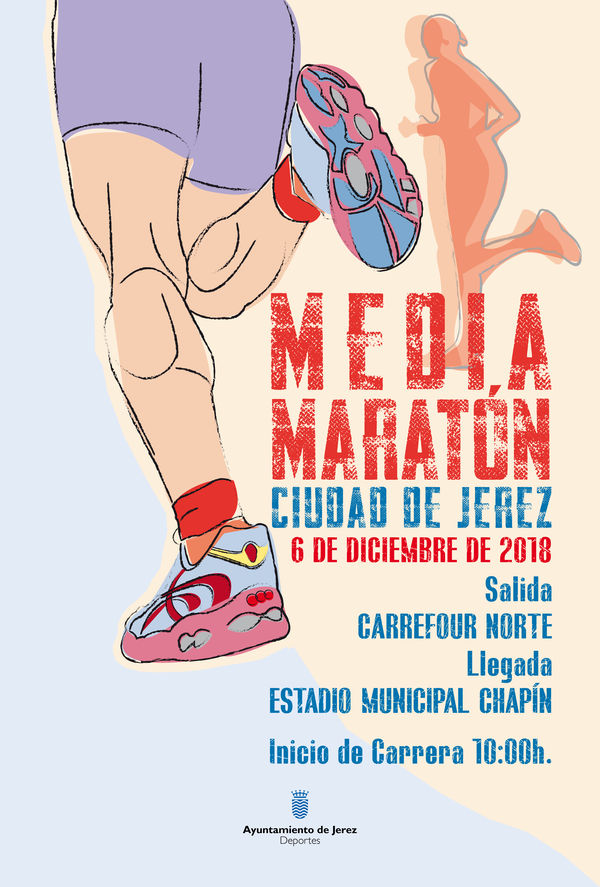 MEDIA
MARATÓN
CIUDAD DE JEREZ
6 DE DICIEMBRE DE 2018
Salida
CARREFOUR NORTE
Llegada
ESTADIO MUNICIPAL CHAPÍN
Inicio de Carrera 10:00h.
Ayuntamiento de Jerez
Deportes